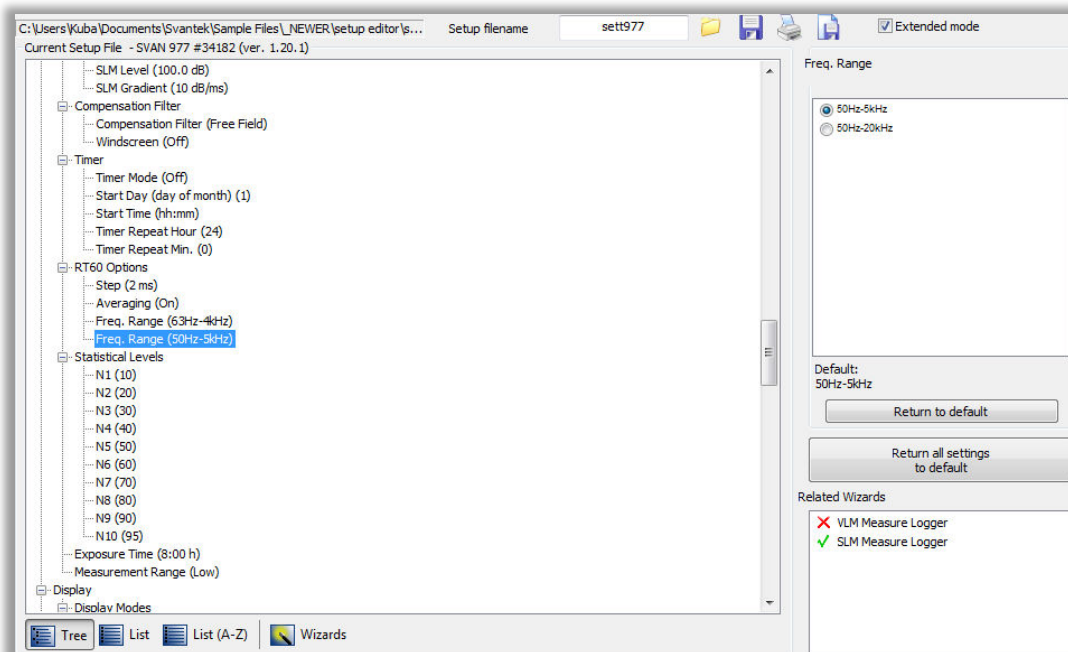 C:\Users\Kuba\Documents\Svantek\Sample Files\_NEWER\setup editor\s...
Setup filename
sett977
Extended mode
Current Setup File - SVAN 977 #34182 (ver. 1.20.1)
SLM Level (100.0 dB)
SLM Gradient (10 dB/ms)
Compensation Filter
Compensation Filter (Free Field)
Windscreen (Off)
Timer
Timer Mode (Off)
Start Day (day of month) (1)
Start Time (hh:mm)
Timer Repeat Hour (24)
Timer Repeat Min. (0)
RT60 Options
Step (2 ms)
Averaging (On)
Freq. Range (63Hz-4kHz)
Freq. Range (50Hz-5kHz)
Statistical Levels
N1 (10)
N2 (20)
N3 (30)
N4 (40)
N5 (50)
N6 (60)
N7 (70)
N8 (80)
N9 (90)
N10 (95)
Exposure Time (8:00 h)
Measurement Range (Low)
Display
Display Modes
Tree
List
List (A-Z)
Wizards
Freq. Range
50Hz-5kHz
50Hz-20kHz
Default:
50Hz-5kHz
Return to default
Return all settings
to default
Related Wizards
VLM Measure Logger
SLM Measure Logger